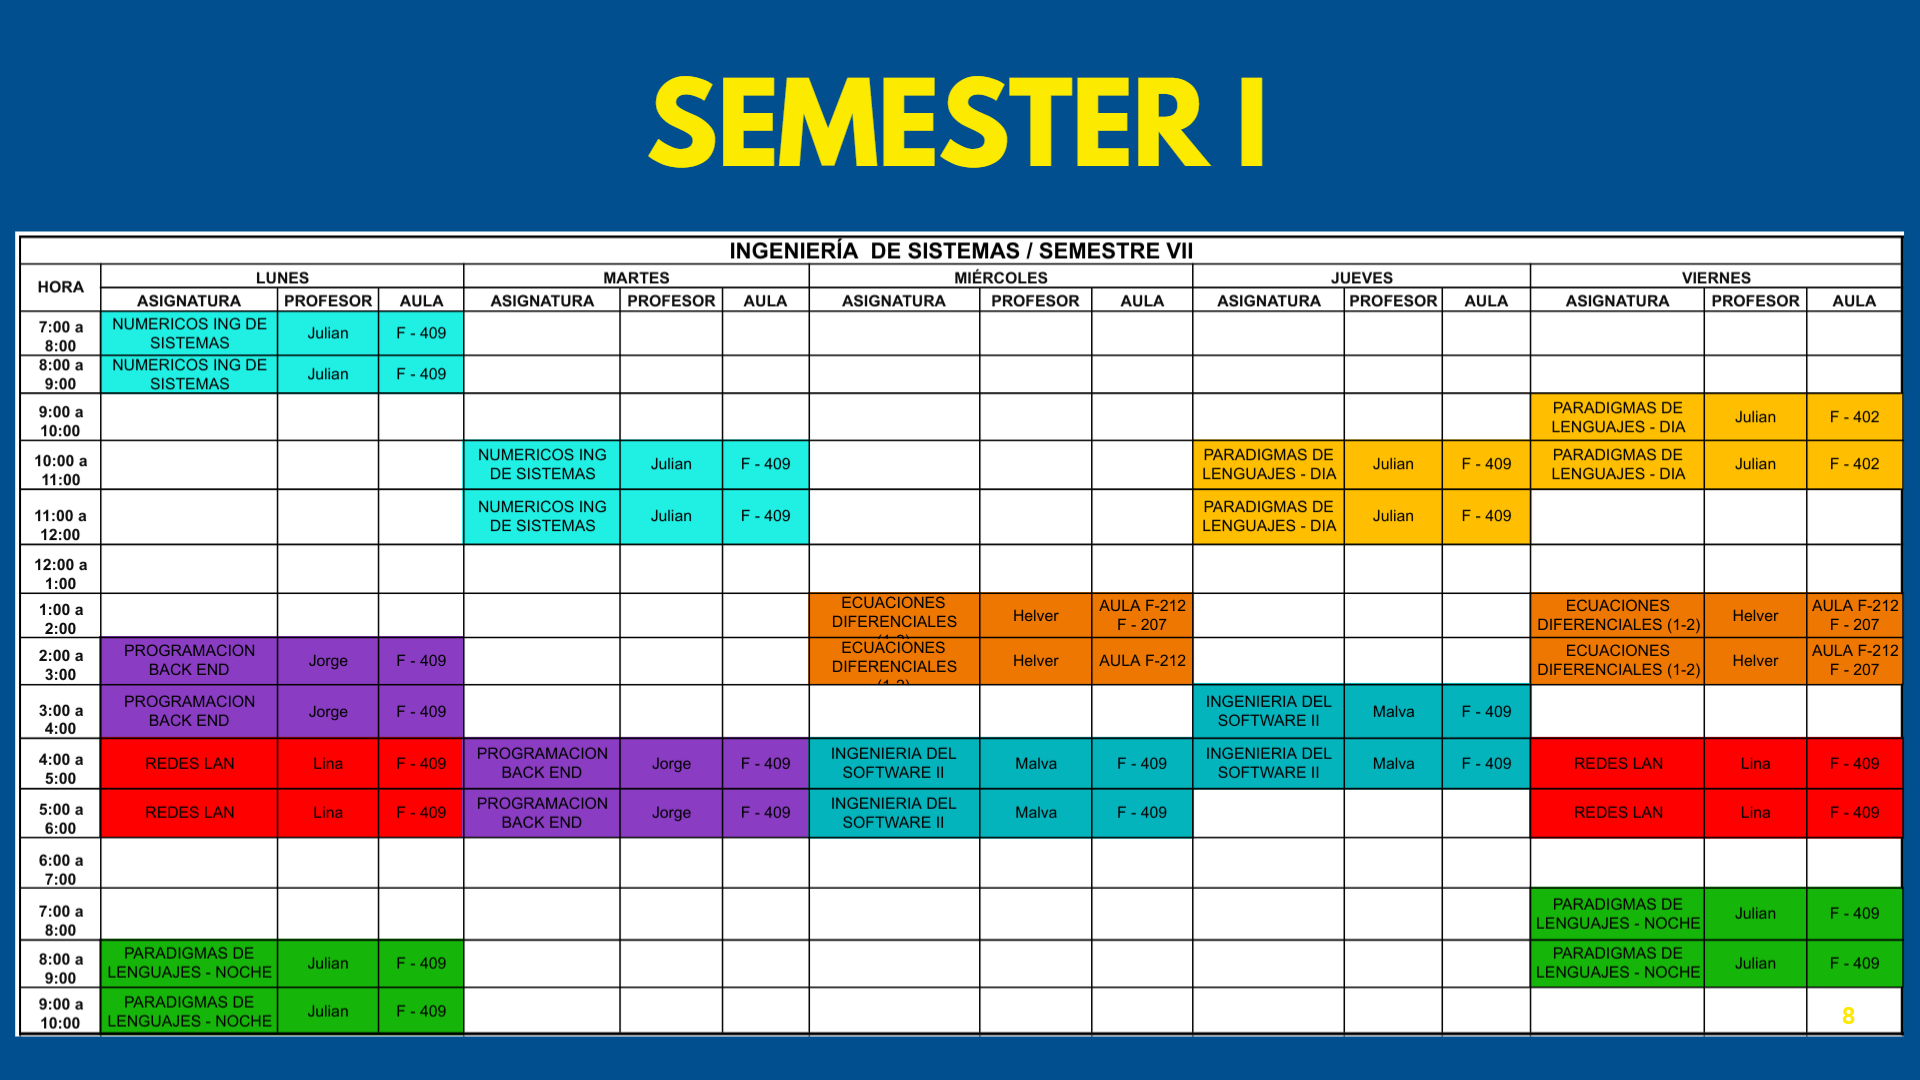 SEMESTER I
INGENIERÍA DE SISTEMAS / SEMESTRE VII
HORA LUNES MARTES MIÉRCOLES JUEVES VIERNES
ASIGNATURA PROFESOR AULA ASIGNATURA PROFESOR AULA ASIGNATURA PROFESOR AULA ASIGNATURA PROFESOR AULA ASIGNATURA PROFESOR AULA
7:00 a 8:00 NUMERICOS ING DE SISTEMAS Julian F - 409
8:00 a 9:00 NUMERICOS ING DE SISTEMAS Julian F - 409
9:00 a 10:00 PARADIGMAS DE LENGUAJES - DIA Julian F - 402
10:00 a 11:00 NUMERICOS ING DE SISTEMAS Julian F - 409 PARADIGMAS DE LENGUAJES - DIA Julian F - 409 PARADIGMAS DE LENGUAJES - DIA Julian F - 402
11:00 a 12:00 NUMERICOS ING DE SISTEMAS Julian F - 409 PARADIGMAS DE LENGUAJES - DIA Julian F - 409
12:00 a 1:00
1:00 a 2:00 ECUACIONES DIFERENCIALES Helver AULA F-212 F - 207 ECUACIONES DIFERENCIALES (1-2) Helver AULA F-212 F - 207
2:00 a 3:00 PROGRAMACION BACK END Jorge F - 409 ECUACIONES DIFERENCIALES Helver AULA F-212 ECUACIONES DIFERENCIALES (1-2) Helver AULA F-212 F - 207
3:00 a 4:00 PROGRAMACION BACK END Jorge F - 409 INGENIERIA DEL SOFTWARE II Malva F - 409
4:00 a 5:00 REDES LAN Lina F - 409 PROGRAMACION BACK END Jorge F - 409 INGENIERIA DEL SOFTWARE II Malva F - 409 INGENIERIA DEL SOFTWARE II Malva F - 409 REDES LAN Lina F - 409
5:00 a 6:00 REDES LAN Lina F - 409 PROGRAMACION BACK END Jorge F - 409 INGENIERIA DEL SOFTWARE II Malva F - 409 REDES LAN Lina F - 409
6:00 a 7:00
7:00 a 8:00 PARADIGMAS DE LENGUAJES - NOCHE Julian F - 409
8:00 a 9:00 PARADIGMAS DE LENGUAJES - NOCHE Julian F - 409 PARADIGMAS DE LENGUAJES - NOCHE Julian F - 409
9:00 a 10:00 PARADIGMAS DE LENGUAJES - NOCHE Julian F - 409
8